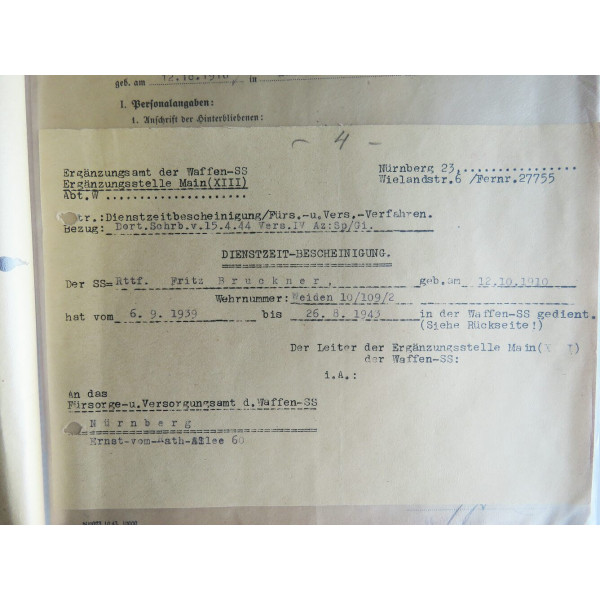 geb. am 12.10.1910, in
I. Personalangaben:
1. Anschrift der Hinterbliebenen:
- 4 -
Ergänzungsamt der Waffen-SS
Ergänzungsstelle Main(XIII)
Abt.W ....................
Nürnberg 23,................
Wielandstr.6 /Fernr.27755
tr.:Dienstzeitbescheinigung/Fürs.-u.Vers.-Verfahren.
Bezug: Dort.Schrb.v.15.4.44 Vers.IV Az:Sp/Gi.
DIENSTZEIT-BESCHEINIGUNG.
Der SS= Rttf. Fritz Bruckner, geb.am 12.10.1910
Wehrnummer: Weiden 10/109/2
hat vom 6. 9. 1939 bis 26. 8. 1943 in der Waffen-SS gedient.
(Siehe Rückseite!)
Der Leiter der Ergänzungsstelle Main(X I)
der Waffen-SS:
i.A.:
An das
Fürsorge-u.Versorgungsamt d.Waffen-SS
Nürnberg
Ernst-vom-Rath-Allee 60